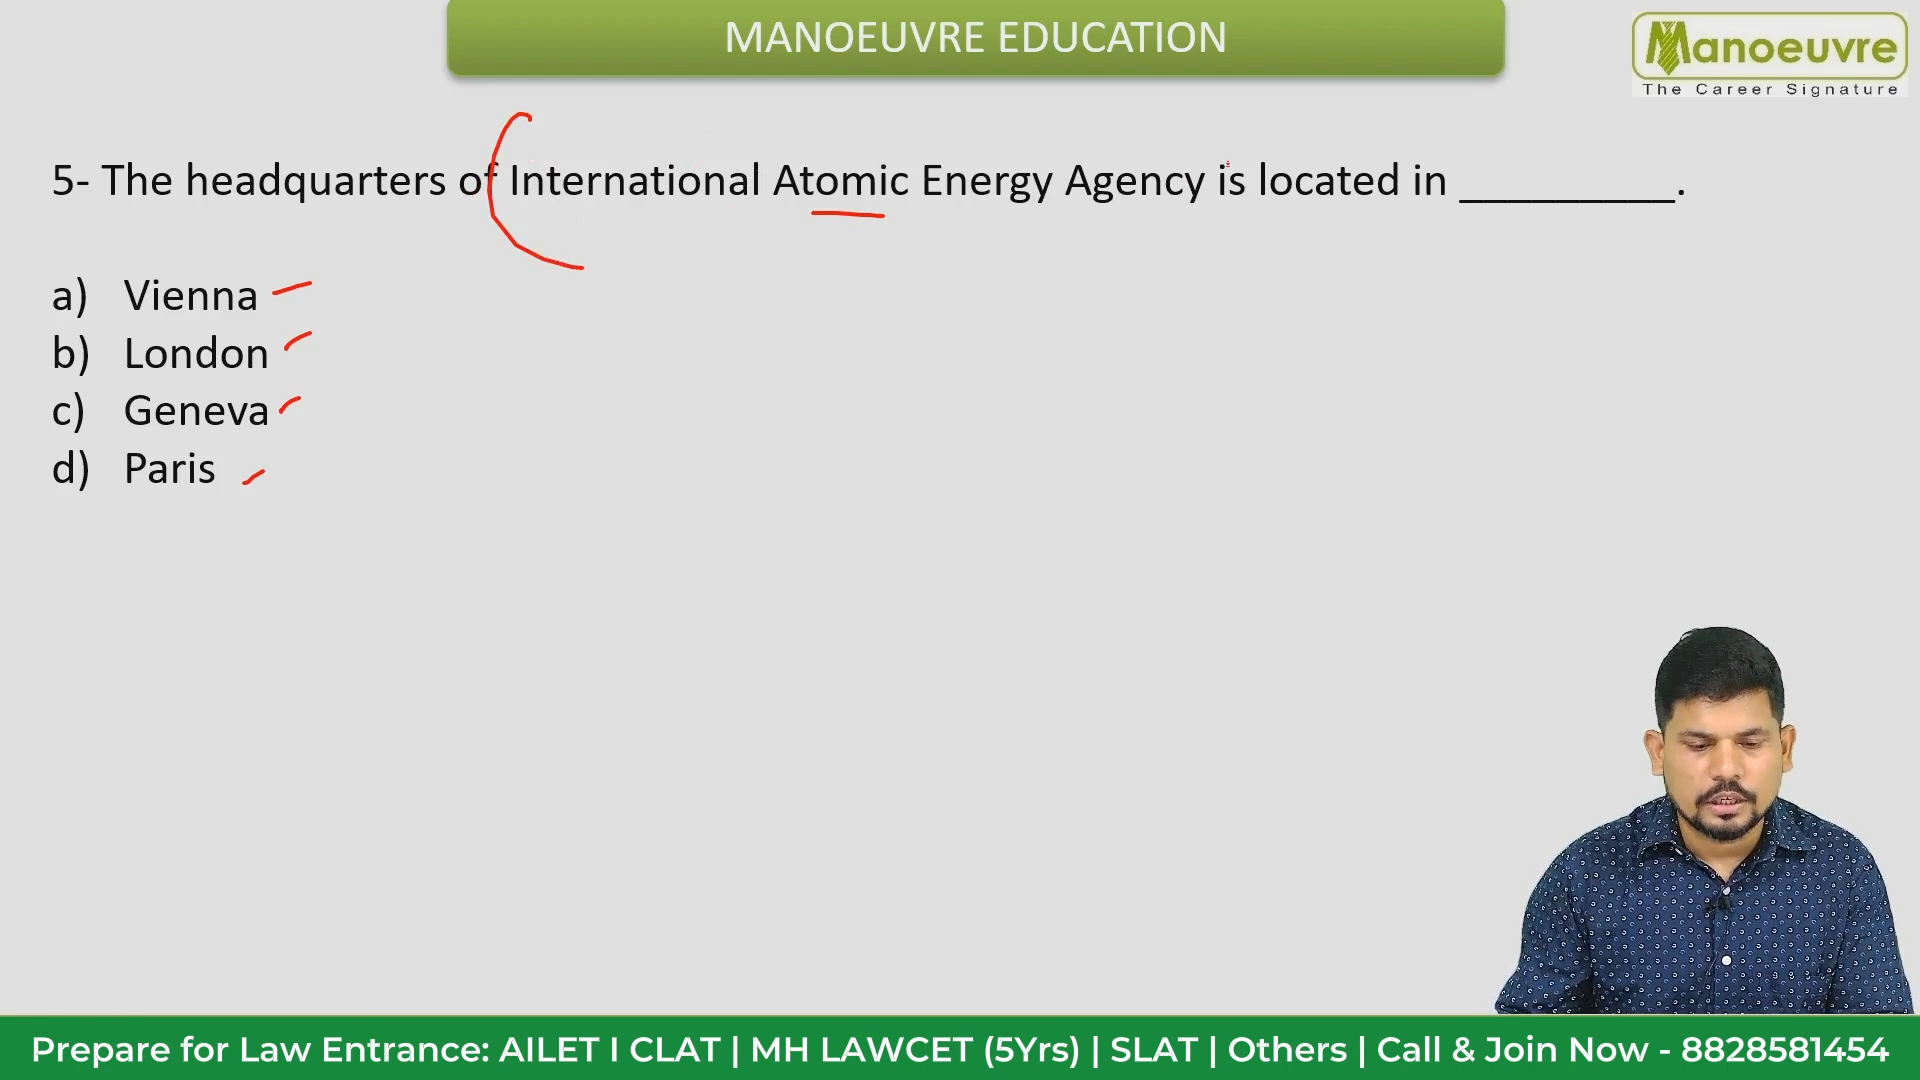 MANOEUVRE EDUCATION
Manoeuvre
The Career Signature
5- The headquarters of International Atomic Energy Agency is located in _________.
a) Vienna
b) London
c) Geneva
d) Paris
Prepare for Law Entrance: AILET I CLAT | MH LAWCET (5Yrs) | SLAT | Others | Call & Join Now - 8828581454